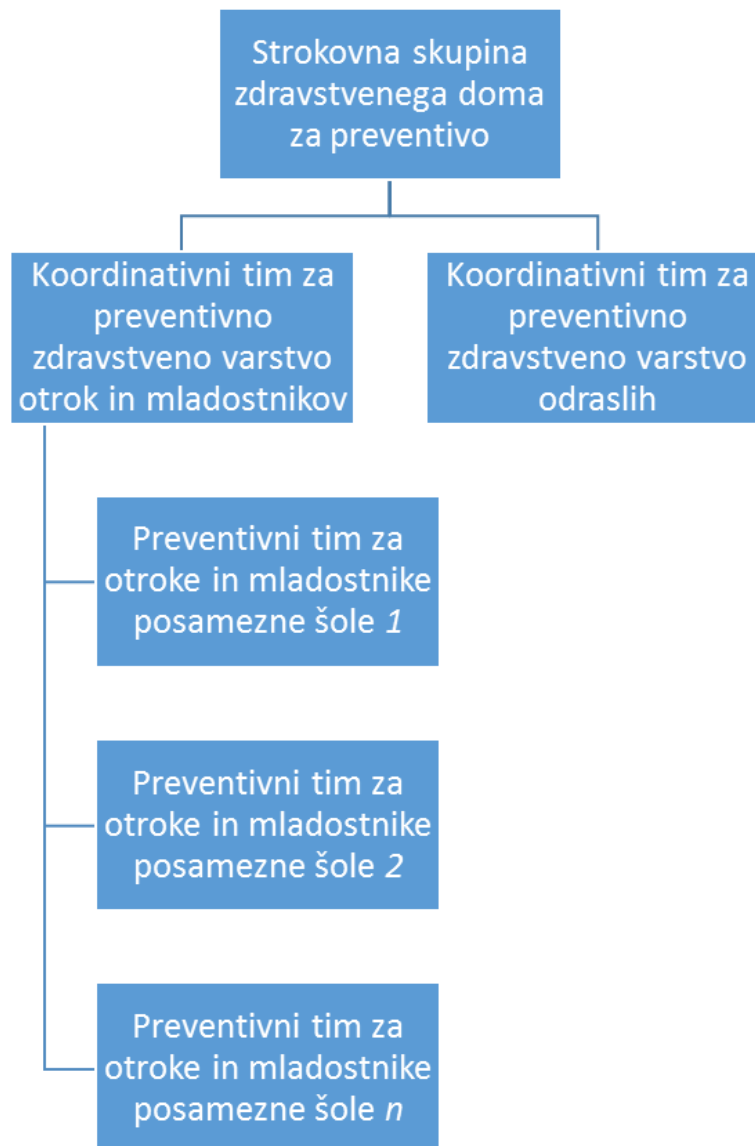 Strokovna skupina
zdravstvenega doma
za preventivo
Koordinativni tim za
preventivno
zdravstveno varstvo
otrok in mladostnikov
Koordinativni tim za
preventivno
zdravstveno varstvo
odraslih
Preventivni tim za
otroke in mladostnike
posamezne šole 1
Preventivni tim za
otroke in mladostnike
posamezne šole 2
Preventivni tim za
otroke in mladostnike
posamezne šole n